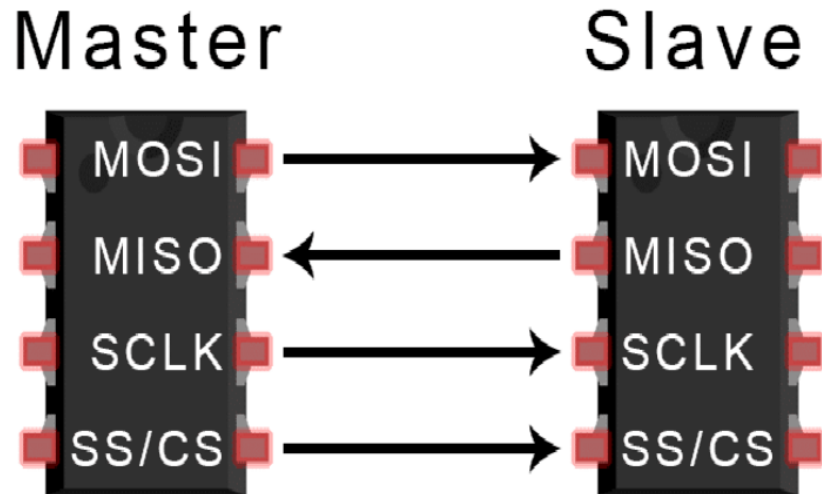 Master Slave
MOSI MOSI
MISO MISO
SCLK SCLK
SS/CS SS/CS